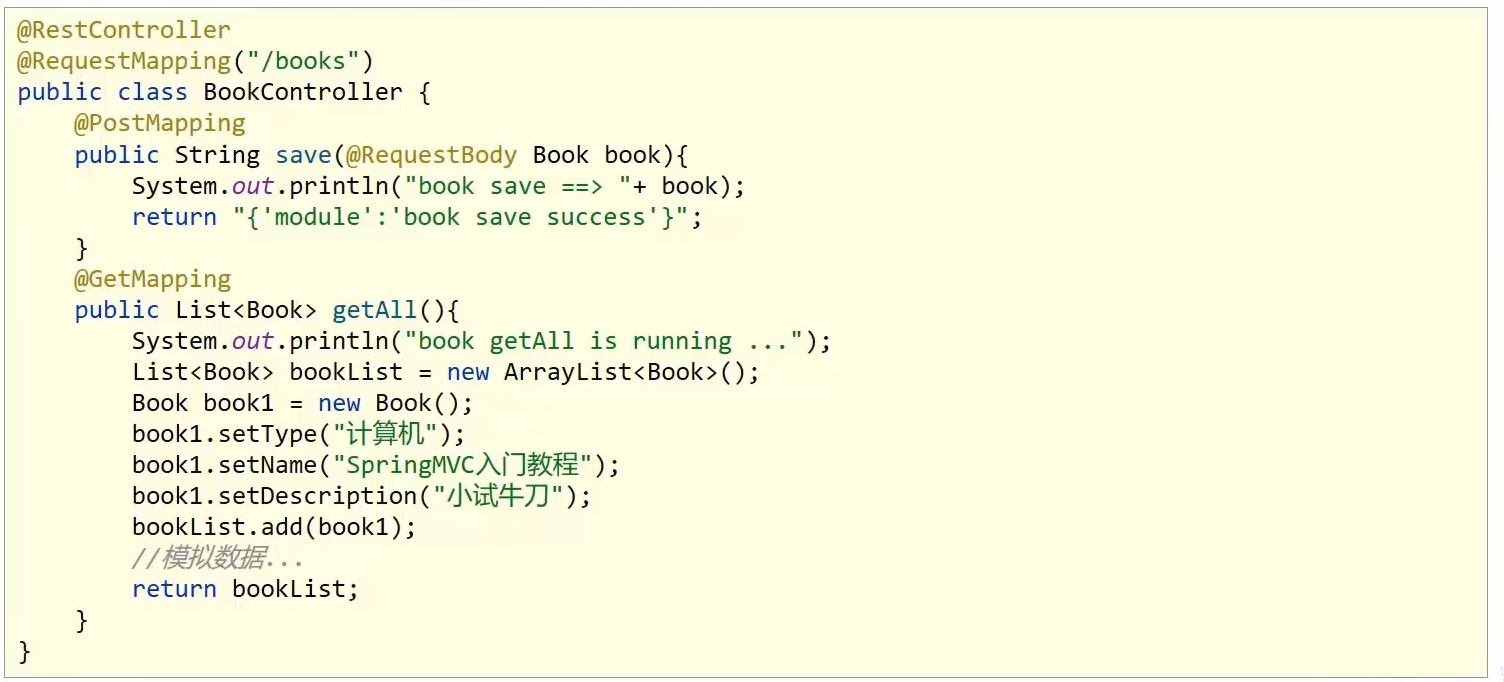 @RestController
@RequestMapping("/books")
public class BookController {
    @PostMapping
    public String save(@RequestBody Book book){
        System.out.println("book save ==> "+ book);
        return "{'module':'book save success'}";
    }
    @GetMapping
    public List<Book> getAll(){
        System.out.println("book getAll is running ...");
        List<Book> bookList = new ArrayList<Book>();
        Book book1 = new Book();
        book1.setType("计算机");
        book1.setName("SpringMVC入门教程");
        book1.setDescription("小试牛刀");
        bookList.add(book1);
        //模拟数据...
        return bookList;
    }
}